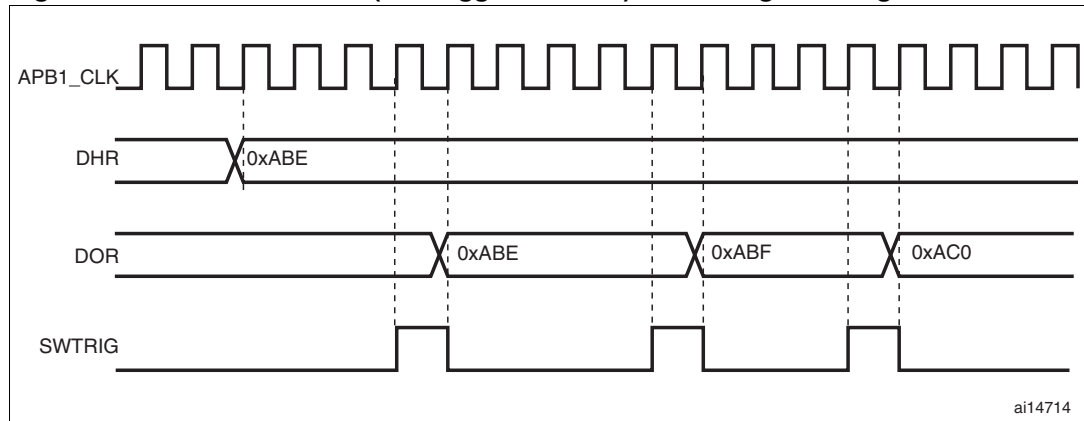 APB1_CLK
DHR
0xABE
DOR
0xABE
0xABF
0xAC0
SWTRIG
ai14714